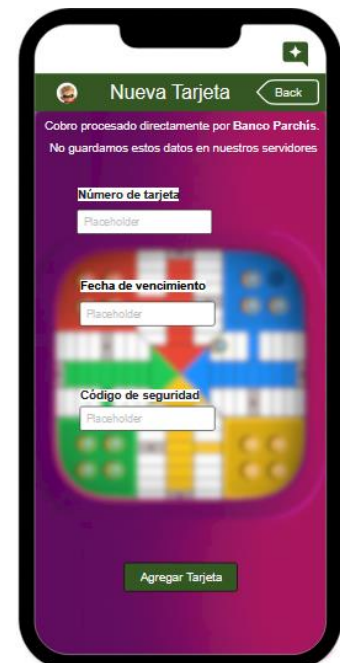 Nueva Tarjeta
Back
Cobro procesado directamente por Banco Parchís.
No guardamos estos datos en nuestros servidores
Número de tarjeta
Placeholder
Fecha de vencimiento
Placeholder
Código de seguridad
Placeholder
Agregar Tarjeta